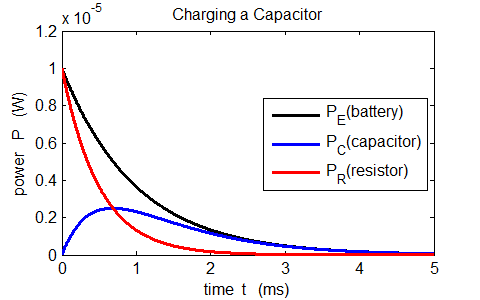 Charging a Capacitor
x 10^-5
1.2
1
0.8
0.6
0.4
0.2
0
power P (W)
P_E(battery)
P_C(capacitor)
P_R(resistor)
0 1 2 3 4 5
time t (ms)